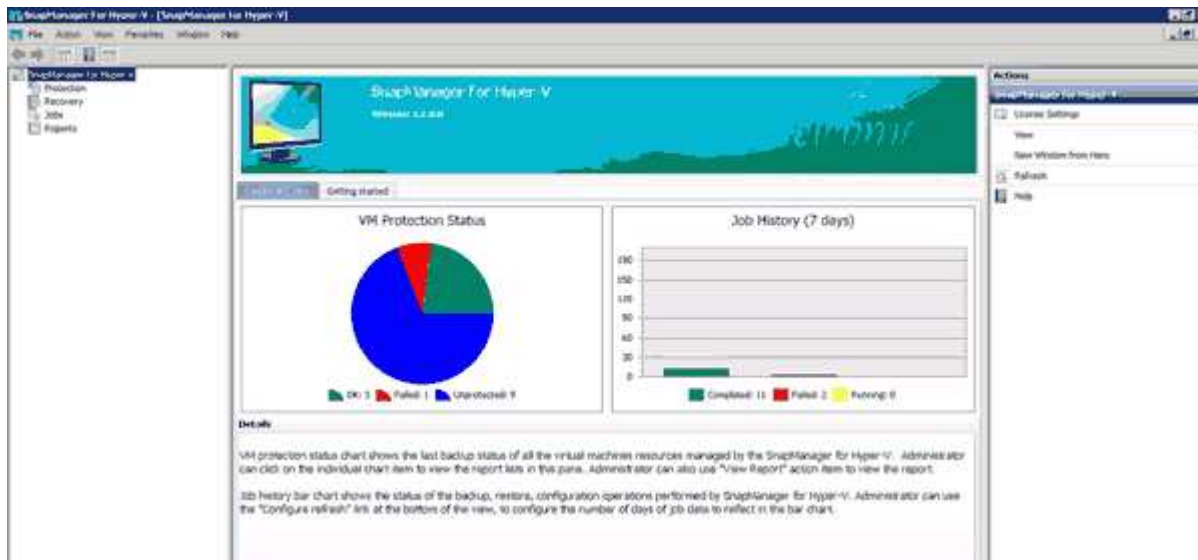 SnapManager For Hyper-V - [SnapManager for Hyper-V]
File Action View Favorites Window Help
SnapManager for Hyper-V
Protection
Recovery
Jobs
Reports
SnapManager For Hyper-V
Version:
Getting started
VM Protection Status
OK: 3 Failed: 1 Unprotected: 9
Job History (7 days)
180
150
120
90
60
30
0
Completed: 11 Failed: 2 Running: 0
Details
VM protection status chart shows the last backup status of all the virtual machines resources managed by the SnapManager for Hyper-V. Administrator
can click on the individual chart item to view the report lists in this pane. Administrator can also use "View Report" action item to view the report.
Job history bar chart shows the status of the backup, restore, configuration operations performed by SnapManager for Hyper-V. Administrator can use
the "Configure refresh" link at the bottom of the view, to configure the number of days of job data to reflect in the bar chart.
Actions
SnapManager for Hyper-V
License Settings
View
New Window from Here
Refresh
Help